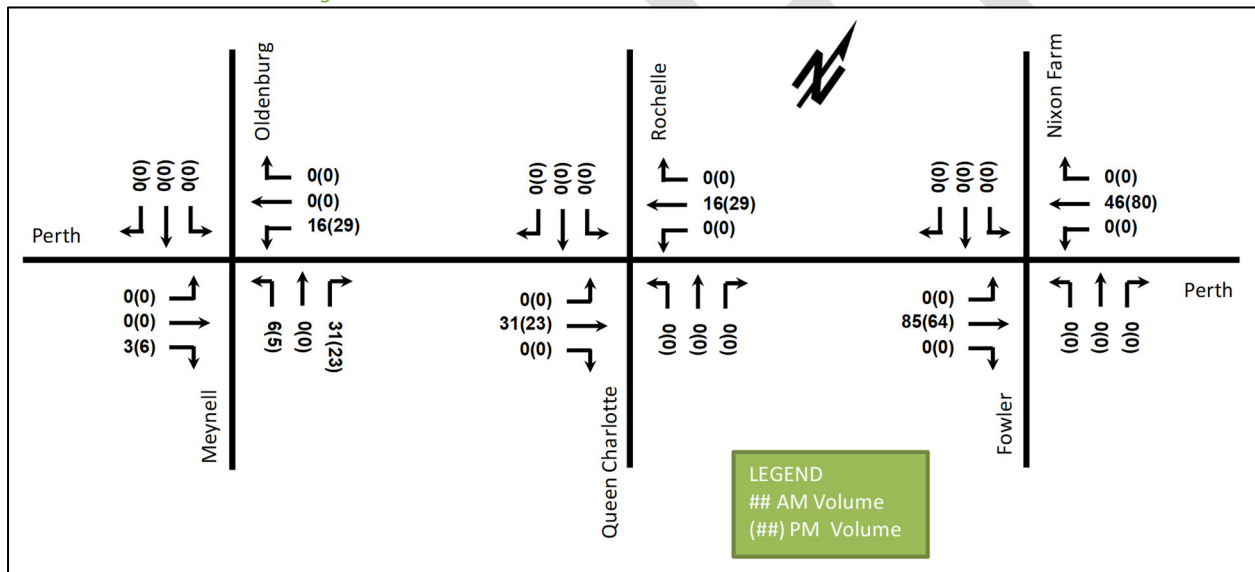 g
Oldenburg
Rochelle
Nixon Farm
N
0(0)
0(0)
0(0)
0(0)
0(0)
16(29)
0(0)
0(0)
0(0)
0(0)
16(29)
0(0)
0(0)
0(0)
0(0)
0(0)
46(80)
0(0)
Perth
Perth
0(0)
0(0)
3(6)
6(5)
0(0)
31(23)
0(0)
31(23)
0(0)
0(0)
0(0)
0(0)
0(0)
85(64)
0(0)
0(0)
0(0)
0(0)
Meynell
Queen Charlotte
Fowler
LEGEND
## AM Volume
(##) PM Volume